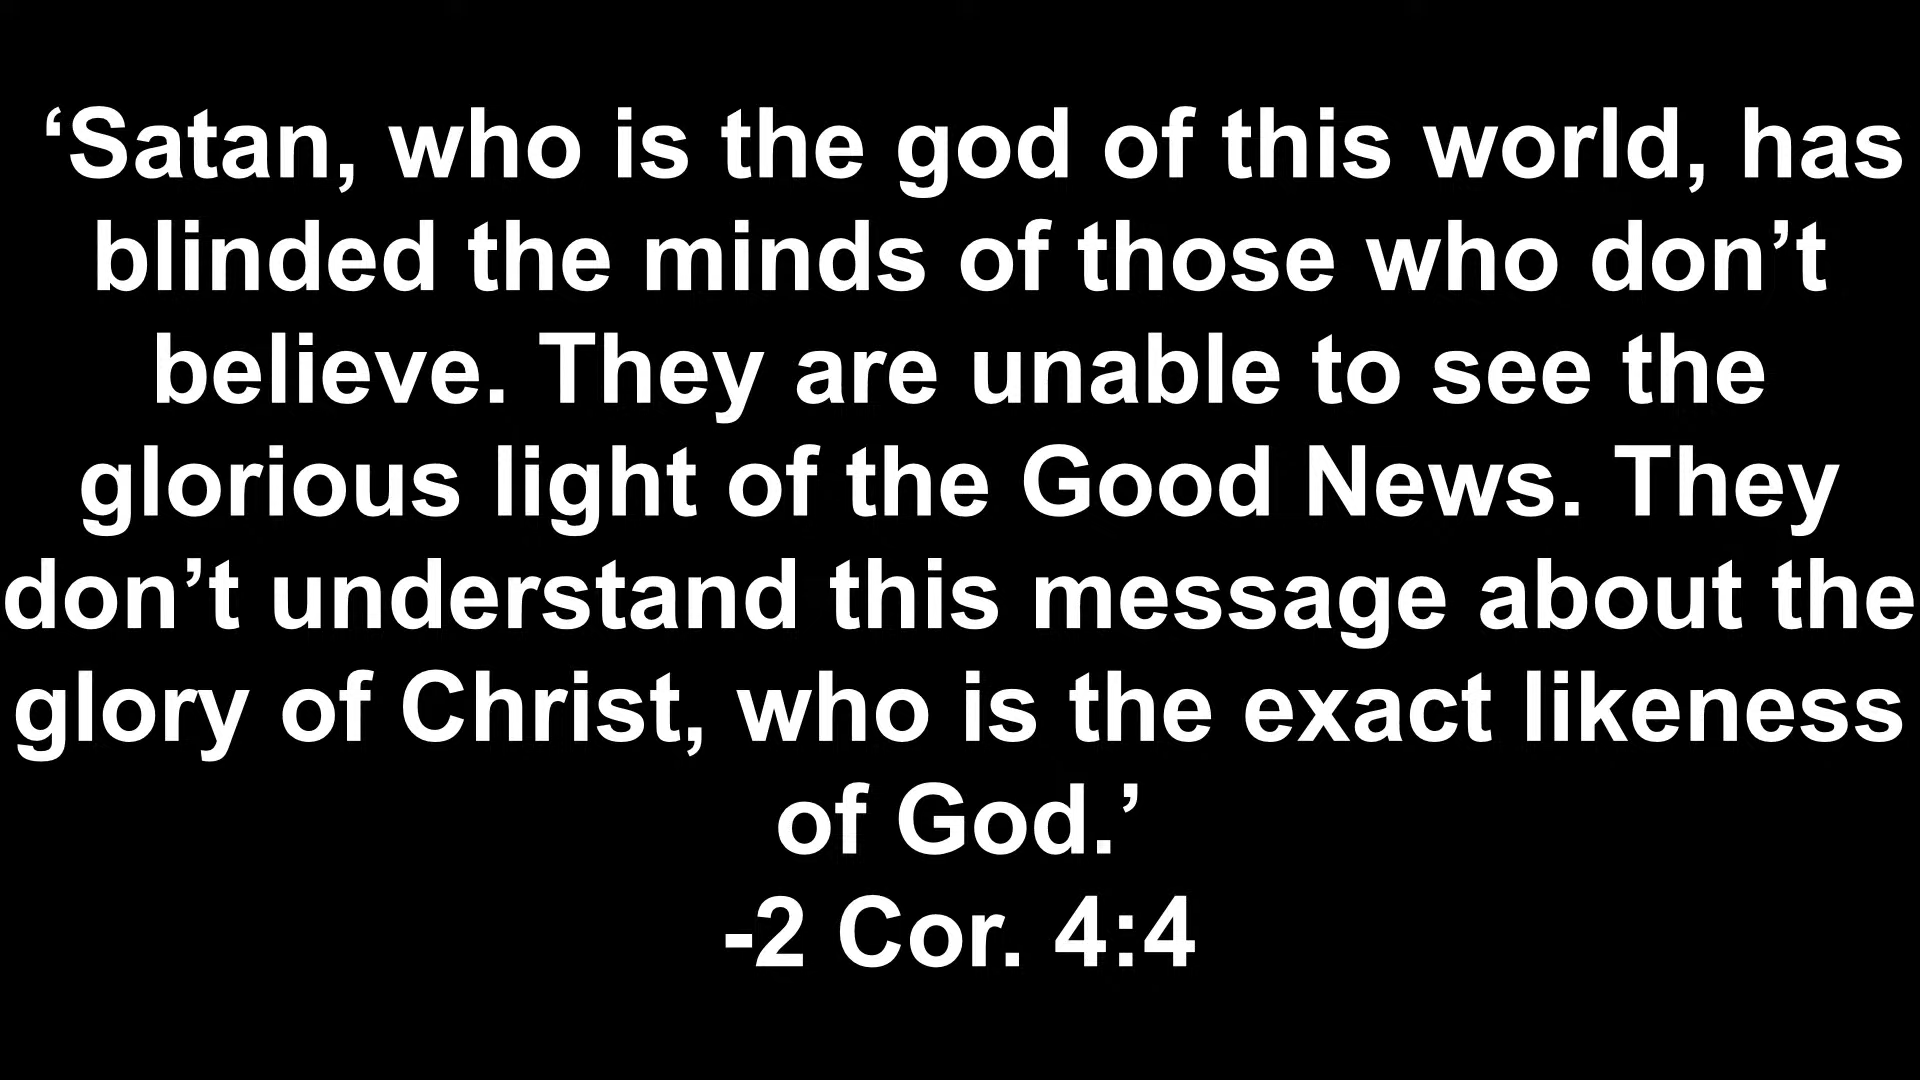 ‘Satan, who is the god of this world, has
blinded the minds of those who don’t
believe. They are unable to see the
glorious light of the Good News. They
don’t understand this message about the
glory of Christ, who is the exact likeness
of God.’
-2 Cor. 4:4